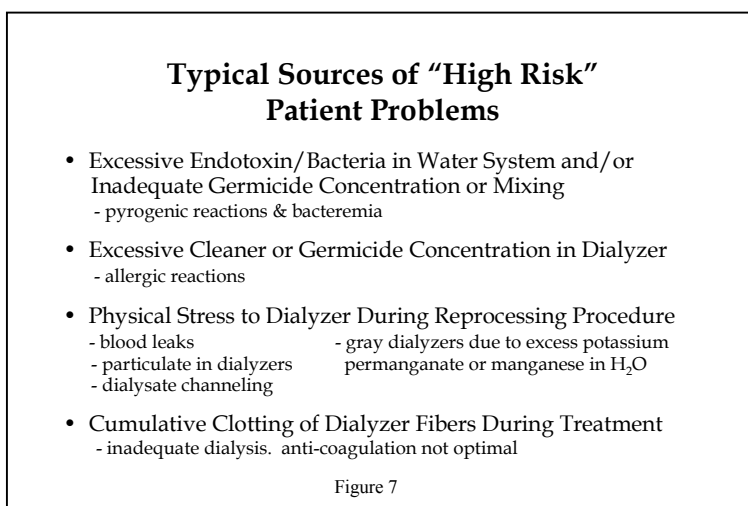 Typical Sources of “High Risk”
Patient Problems
• Excessive Endotoxin/Bacteria in Water System and/or
Inadequate Germicide Concentration or Mixing
- pyrogenic reactions & bacteremia
• Excessive Cleaner or Germicide Concentration in Dialyzer
- allergic reactions
• Physical Stress to Dialyzer During Reprocessing Procedure
- blood leaks
- particulate in dialyzers
- dialysate channeling
- gray dialyzers due to excess potassium
permanganate or manganese in H₂O
• Cumulative Clotting of Dialyzer Fibers During Treatment
- inadequate dialysis. anti-coagulation not optimal
Figure 7